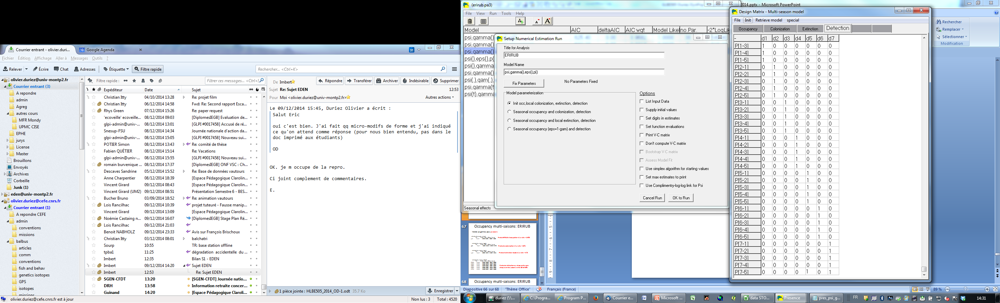 Courrier entrant - olivier.duri...
Google Agenda
Fichier Édition Affichage Aller à Messages Outils ?
Relever Écrire Chat Adresses Étiquette Filtre rapide
Rechercher... <Ctrl+K>
olivier.duriez@univ-montp2.fr
Courrier entrant (3)
A repondre
admin
Agreg
autres cours
MFR Mondy
UPMC CISE
EPHE
jurys
License
Master
Brouillons
Envoyés
Archives
Corbeille
Junk (1)
eden@univ-montp2.fr
olivier.duriez@cefe.cnrs.fr
Courrier entrant (1)
A repondre CEFE
admin
conventions
missions
balbus
articles
comm
conventions
fish and behav
genetics isotopes
GPS
isotopes
missions
Filtre rapide :
Filtrer ces messages... <Ctrl+
Expéditeur Date Sujet
Christian Itty 04/10/2014 13:28 Re: projet film
Christian Itty 06/12/2014 14:58 Fwd: Re: Second rapport Esca...
Rhys Green 07/12/2014 15:26 Re: paper request
'ecoveille' ecoveille... 08/12/2014 09:03 [DiplomesIEGB] Evaluation de...
glpi-admin@univ-... 08/12/2014 13:01 [GLPI #0017458] Accusé de ré...
Snesup-FSU 08/12/2014 14:34 Journée nationale d'action da...
glpi-admin@univ-... 08/12/2014 15:05 [GLPI #0017458] Nouveau sui...
POTIER Simon 08/12/2014 13:43 Re: comité de thèse
Fabien QUÉTIER 08/12/2014 15:14 Re: Vacations
glpi-admin@univ-... 08/12/2014 15:55 [GLPI #0017458] Nouveau sui...
romain burvenique ... 08/12/2014 17:37 [DiplomesIEGB] ONF VSC : Ch...
Descaves Sandrine 05/12/2014 15:52 Re: Base de données vautours
Anne Charpentier 08/12/2014 18:39 [Espace Pédagogique Clarolin...
Vincent Girard 09/12/2014 08:43 [Espace Pédagogique Clarolin...
Vincent Girard (UM2) 09/12/2014 08:51 Présentation Semestre 6 - BES...
Bucher Bruno 03/09/2014 18:52 Re: animation vautours
Lois Rancilhac 09/12/2014 10:39 projet tuteuré - Fausse manip...
Vincent Girard 09/12/2014 13:09 [Espace Pédagogique Clarolin...
Noémie Castaing n... 09/12/2014 16:07 [DiplomesIEGB] Stage Plan Ré...
Lois Rancilhac 09/12/2014 21:03
Benoit NABHOLZ 09/12/2014 23:33 Avis sur François Brischoux
Christian Itty 03/12/2014 08:01 balchatri
Sourp 10:55 TR: base station offline
tpba1 11:25 dégradation accidentelle du ...
Imbert 12:35 Bilan S1 - EDEN
Imbert 09/12/2014 14:20 Sujet EDEN
Imbert 12:53 Re: Sujet EDEN
SGEN-CFDT 13:20 [SGEN-CFDT] Journée natio...
DRH 13:58 Information retraite concer...
Guinand 14:20 [Espace Pédagogique Claroli...
De Imbert
Répondre Transférer Archiver Indésirable Supprimer
Sujet Re: Sujet EDEN 12:53
Pour Moi <olivier.duriez@univ-montp2.fr> Autres actions
Le 09/12/2014 15:45, Duriez Olivier a écrit :
Salut Eric
oui c'est bien. J'ai fait qq micro-modifs de forme et j'ai indiqué
ce qu'on attend comme réponse (pour nous bien entendu, pas dans le
doc imprimé aux étudiants)
OD
OK. je m occupe de la repro.
Ci joint complement de commentaires.
E.
1 pièce jointe : HLBE505_2014_OD-1.odt 35.7 Ko Enregistrer
olivier.duriez@cefe.cnrs.fr est à jour
Non lus : 3 Total : 4520
(erirub.pa3)
File View Run Tools Help
Model AIC deltaAIC AIC wgt Model Likel no.Par. -2*LogLik
psi,gamma()
psi,gamma()
psi,gamma()
psi(),eps(),p(
psi(),gamma(
psi,gamma()
psi(.),gam(.),
psi,gamma(t
psi(t),gamma
Seasonal effects
Setup Numerical Estimation Run
Title for Analysis
ERIRUB
Model Name
psi,gamma(),eps(),p()
Fix Parameters No Parameters Fixed
Model parameterization
Init occ,local colonization, extinction, detection
Seasonal occupancy and colonization, detection
Seasonal occupancy and local extinction, detection
Seasonal occupancy (eps=1-gam) and detection
Options
List Input Data
Supply initial values
Set digits in estimates
Set function evaluations
Print V-C matrix
Don't compute V-C matrix
Bootstrap V-C matrix
Assess Model Fit
Use simplex algorithm for starting values
Set max estimates to print
Use Complimentry-log-log link for Psi
Cancel Run OK to Run
2014.pptx - Microsoft PowerPoint
Design Matrix - Multi-season model
File Init Retrieve model special
Occupancy Colonization Extinction Detection
- d1 d2 d3 d4 d5 d6 d7
P[1-3] 1 0 0 0 0 0 0
P[1-4] 1 0 0 0 0 0 0
P[1-5] 1 0 0 0 0 0 0
P[2-1] 0 1 0 0 0 0 0
P[2-2] 0 1 0 0 0 0 0
P[2-3] 0 1 0 0 0 0 0
P[2-4] 0 1 0 0 0 0 0
P[2-5] 0 1 0 0 0 0 0
P[3-1] 0 0 1 0 0 0 0
P[3-2] 0 0 1 0 0 0 0
P[3-3] 0 0 1 0 0 0 0
P[3-4] 0 0 1 0 0 0 0
P[3-5] 0 0 1 0 0 0 0
P[4-1] 0 0 0 1 0 0 0
P[4-2] 0 0 0 1 0 0 0
P[4-3] 0 0 0 1 0 0 0
P[4-4] 0 0 0 1 0 0 0
P[4-5] 0 0 0 1 0 0 0
P[5-1] 0 0 0 0 1 0 0
P[5-2] 0 0 0 0 1 0 0
P[5-3] 0 0 0 0 1 0 0
P[5-4] 0 0 0 0 1 0 0
P[5-5] 0 0 0 0 1 0 0
P[6-1] 0 0 0 0 0 1 0
P[6-2] 0 0 0 0 0 1 0
P[6-3] 0 0 0 0 0 1 0
P[6-4] 0 0 0 0 0 1 0
P[6-5] 0 0 0 0 0 1 0
P[7-1] 0 0 0 0 0 0 1
P[7-2] 0 0 0 0 0 0 1
P[7-3] 0 0 0 0 0 0 1
P[7-4] 0 0 0 0 0 0 1
P[7-5] 0 0 0 0 1 0 1
Rechercher
Remplacer
Sélectionner
Modification
67
Occupancy multi-saisons: ERIRUB
68
Occupancy multi-saisons: ERIRUB
Diapositive 66 sur 68 "Thème Office" Français (France)
89 %
duriez (\\... C:\Progra... Program P... Courrier e... Microsoft ... data STO... Presence pres_psi_g...
FR 14:31